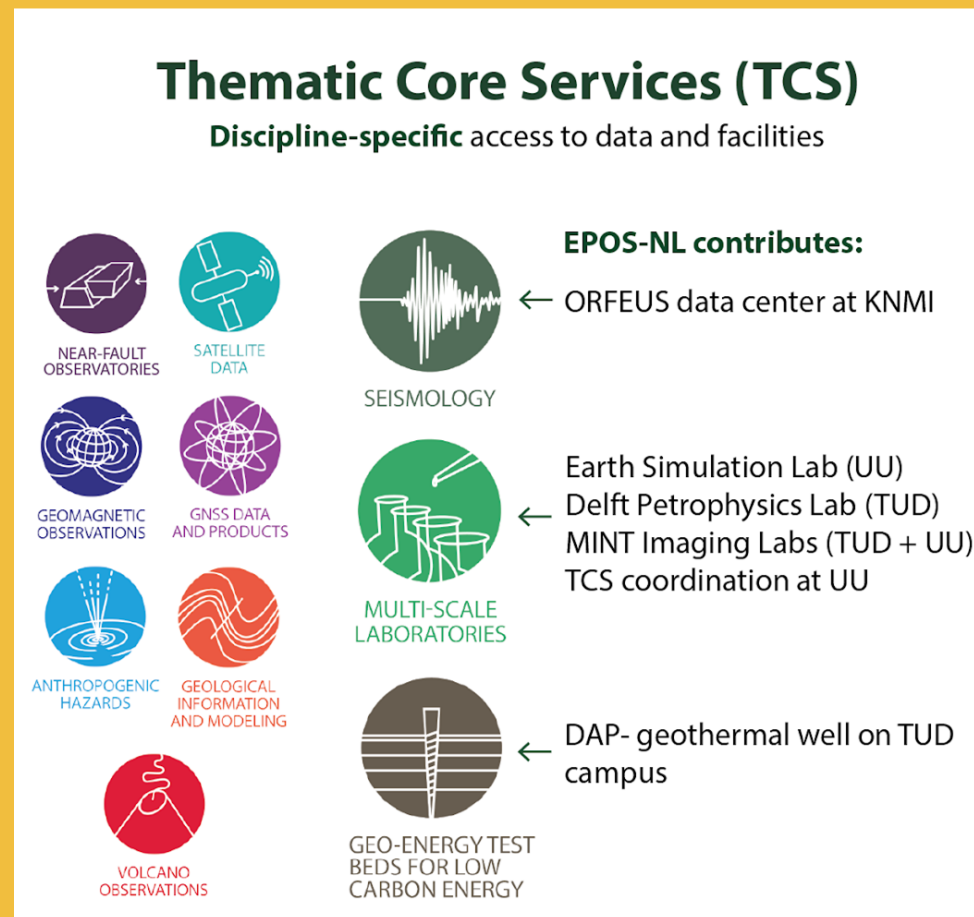 Thematic Core Services (TCS)
Discipline-specific access to data and facilities
NEAR-FAULT
OBSERVATORIES
SATELLITE
DATA
GEOMAGNETIC
OBSERVATIONS
GNSS DATA
AND PRODUCTS
ANTHROPOGENIC
HAZARDS
GEOLOGICAL
INFORMATION
AND MODELING
VOLCANO
OBSERVATIONS
EPOS-NL contributes:
SEISMOLOGY
← ORFEUS data center at KNMI
MULTI-SCALE
LABORATORIES
Earth Simulation Lab (UU)
← Delft Petrophysics Lab (TUD)
MINT Imaging Labs (TUD + UU)
TCS coordination at UU
GEO-ENERGY TEST
BEDS FOR LOW
CARBON ENERGY
← DAP- geothermal well on TUD
campus